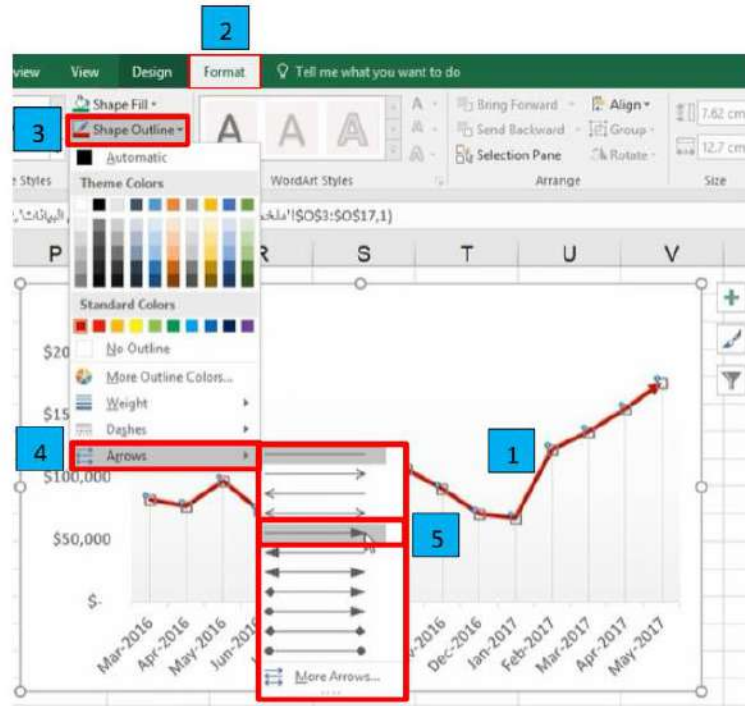 2
view View Design Format Tell me what you want to do
3
Shape Fill
Shape Outline
A A A
Bring Forward
Send Backward
Selection Pane
Align
Group
Rotate
7.62 cm
12.7 cm
Styles WordArt Styles Arrange Size
البيانات'!$O$3:$O$17,1)
P R S T U V
Automatic
Theme Colors
Standard Colors
No Outline
More Outline Colors...
Weight
Dashes
4
Arrows
More Arrows...
1
5
$20
$15
$100,000
$50,000
$-
Mar-2016 Apr-2016 May-2016 Jun-2016 Dec-2016 Jan-2017 Feb-2017 Mar-2017 Apr-2017 May-2017